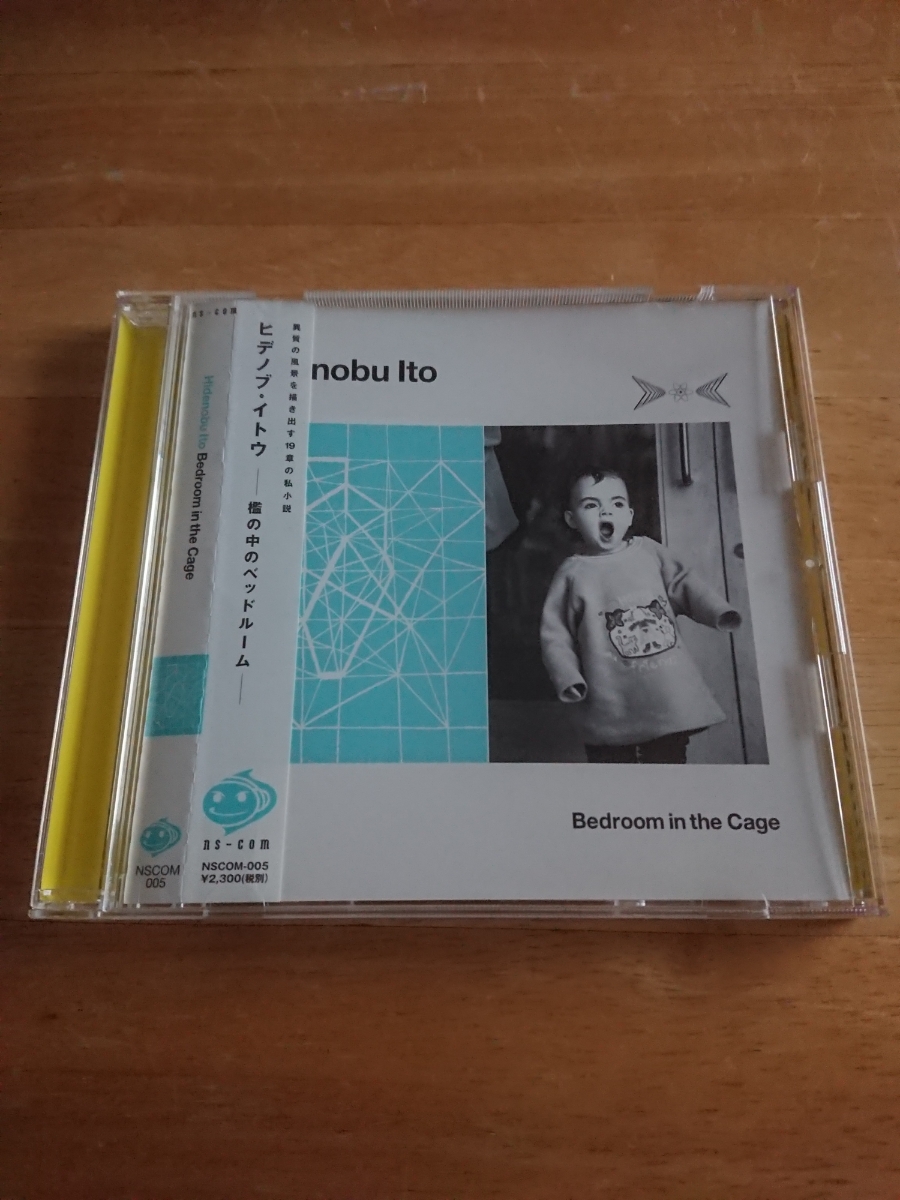 ns-com
Hidenobu Ito Bedroom in the Cage
NSCOM
005
異質の風景を描き出す19章の私小説
ヒデノブ・イトウ ── 檻の中のベッドルーム ──
ns-com
NSCOM-005
¥2,300(税別)
nobu Ito
Bedroom in the Cage